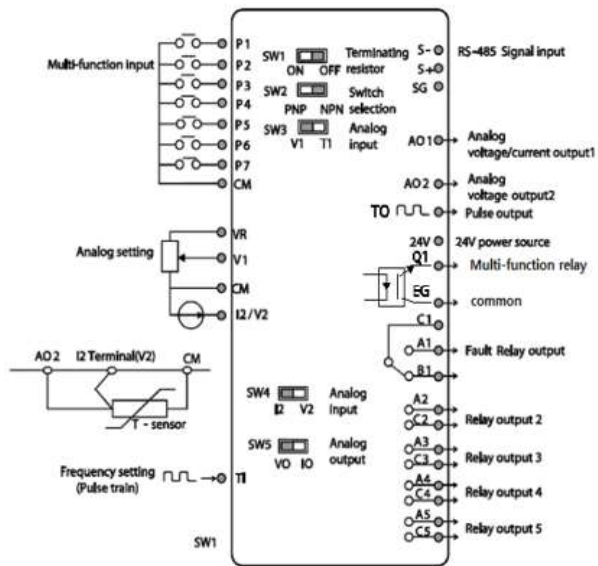 Multi-function input
P1
P2
P3
P4
P5
P6
P7
CM
SW1
ON OFF
Terminating
resistor
SW2
PNP NPN
Switch
selection
SW3
V1 T1
Analog
input
S-
S+
SG
RS-485 Signal input
AO1
Analog
voltage/current output1
AO2
Analog
voltage output2
TO
Pulse output
24V
24V power source
Q1
Multi-function relay
EG
common
C1
A1
Fault Relay output
B1
Analog setting
VR
V1
CM
I2/V2
AO2
I2 Terminal(V2)
CM
T - sensor
SW4
I2 V2
Analog
Input
SW5
VO IO
Analog
output
A2
C2
Relay output 2
A3
C3
Relay output 3
A4
C4
Relay output 4
A5
C5
Relay output 5
Frequency setting
(Pulse train)
TI
SW1